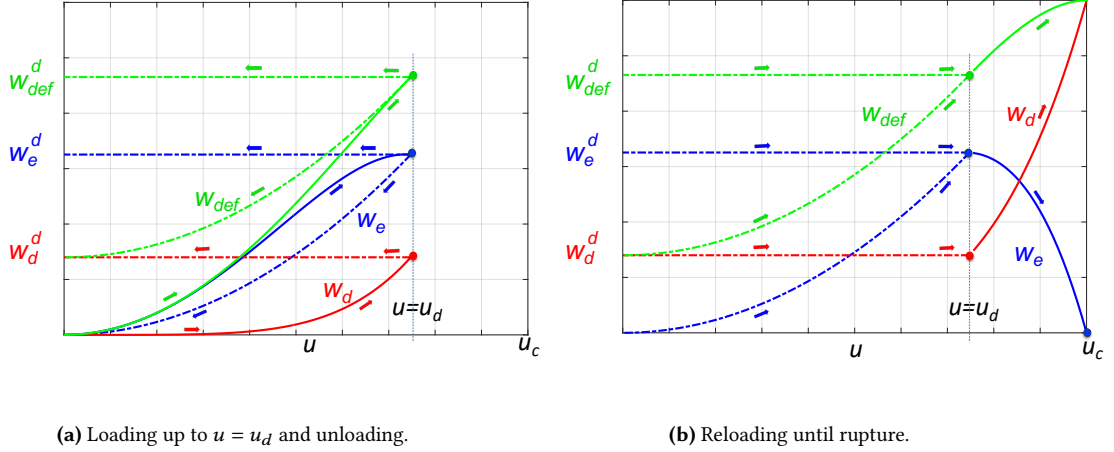 w_def^d
w_e^d
w_d^d
w_def
w_e
w_d
u=u_d
u
u_c
(a) Loading up to u = u_d and unloading.
w_def^d
w_e^d
w_d^d
w_def
w_d
w_e
u=u_d
u
u_c
(b) Reloading until rupture.